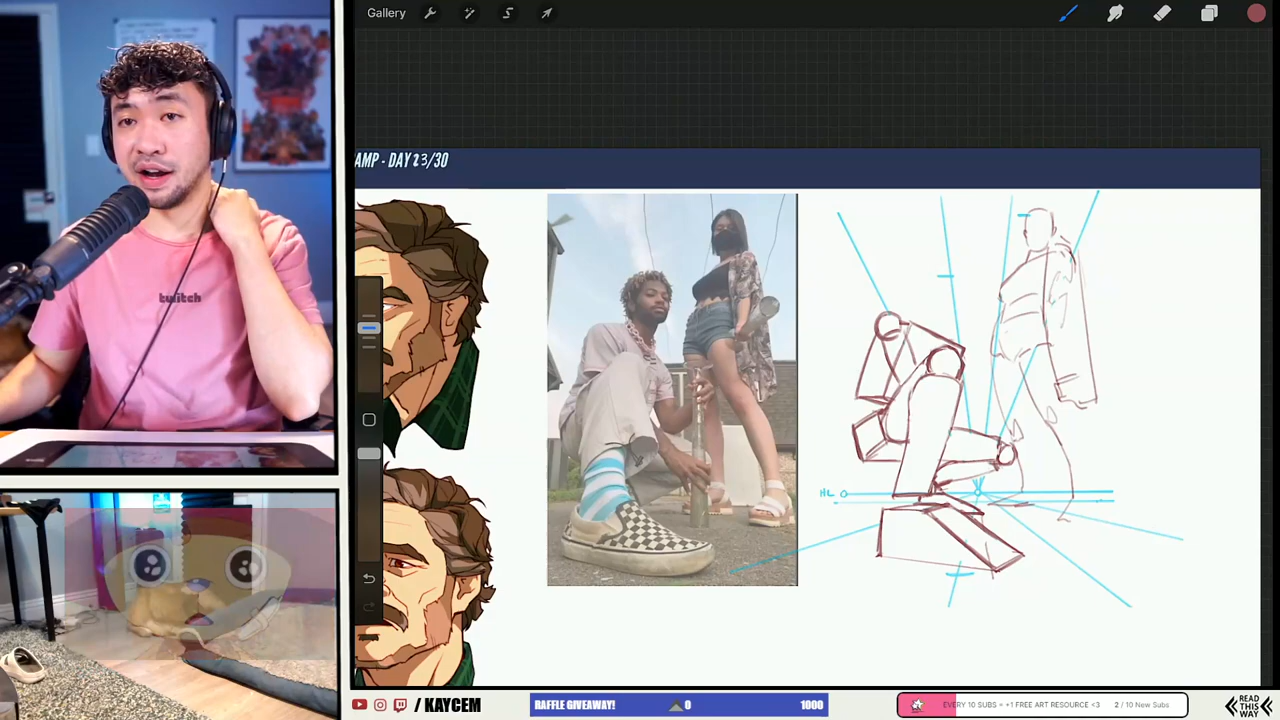 Gallery
AMP - DAY 23/30
twitch
HL
/ KAYCEM
RAFFLE GIVEAWAY!
0
1000
EVERY 10 SUBS = +1 FREE ART RESOURCE <3
2 / 10 New Subs
READ
THIS
WAY